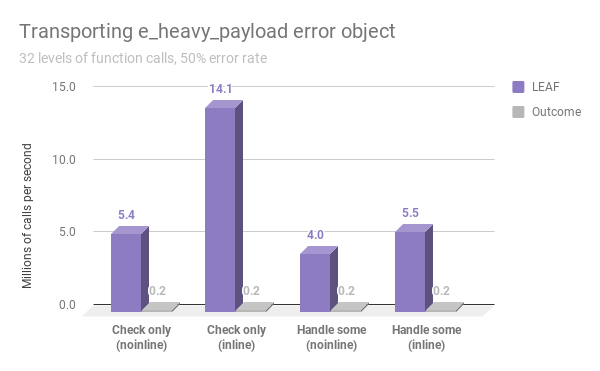 Transporting e_heavy_payload error object
32 levels of function calls, 50% error rate
LEAF
Outcome
Millions of calls per second
15.0
10.0
5.0
0.0
5.4
0.2
14.1
0.2
4.0
0.2
5.5
0.2
Check only
(noinline)
Check only
(inline)
Handle some
(noinline)
Handle some
(inline)